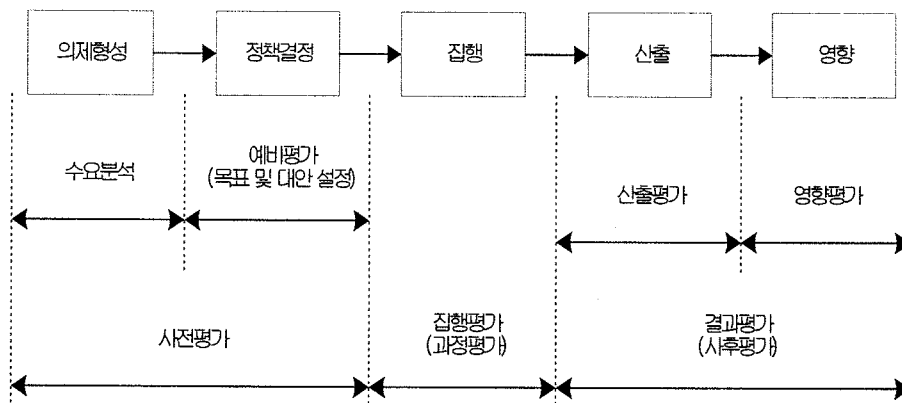 의제형성
정책결정
집행
산출
영향
수요분석
예비평가
(목표 및 대안 설정)
산출평가
영향평가
사전평가
집행평가
(과정평가)
결과평가
(사후평가)